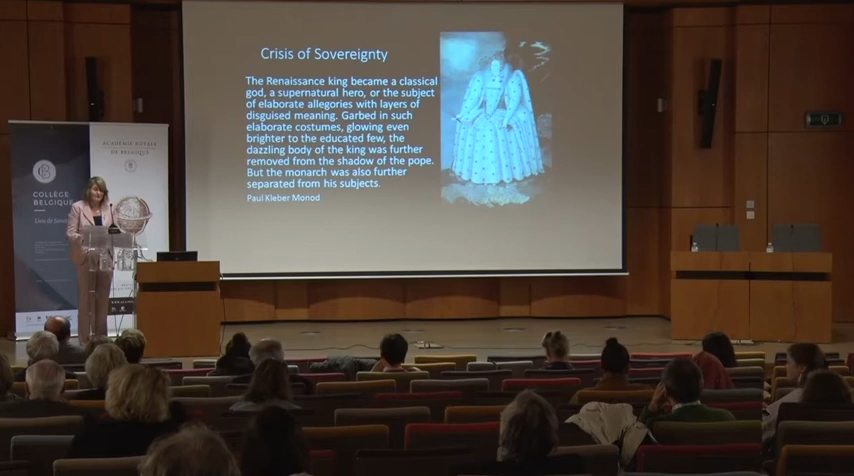 Crisis of Sovereignty
The Renaissance king became a classical
god, a supernatural hero, or the subject
of elaborate allegories with layers of
disguised meaning. Garbed in such
elaborate costumes, glowing even
brighter to the educated few, the
dazzling body of the king was further
removed from the shadow of the pope.
But the monarch was also further
separated from his subjects.
Paul Kleber Monod
COLLÈGE
BELGIQUE
ACADÉMIE ROYALE
DE BELGIQUE